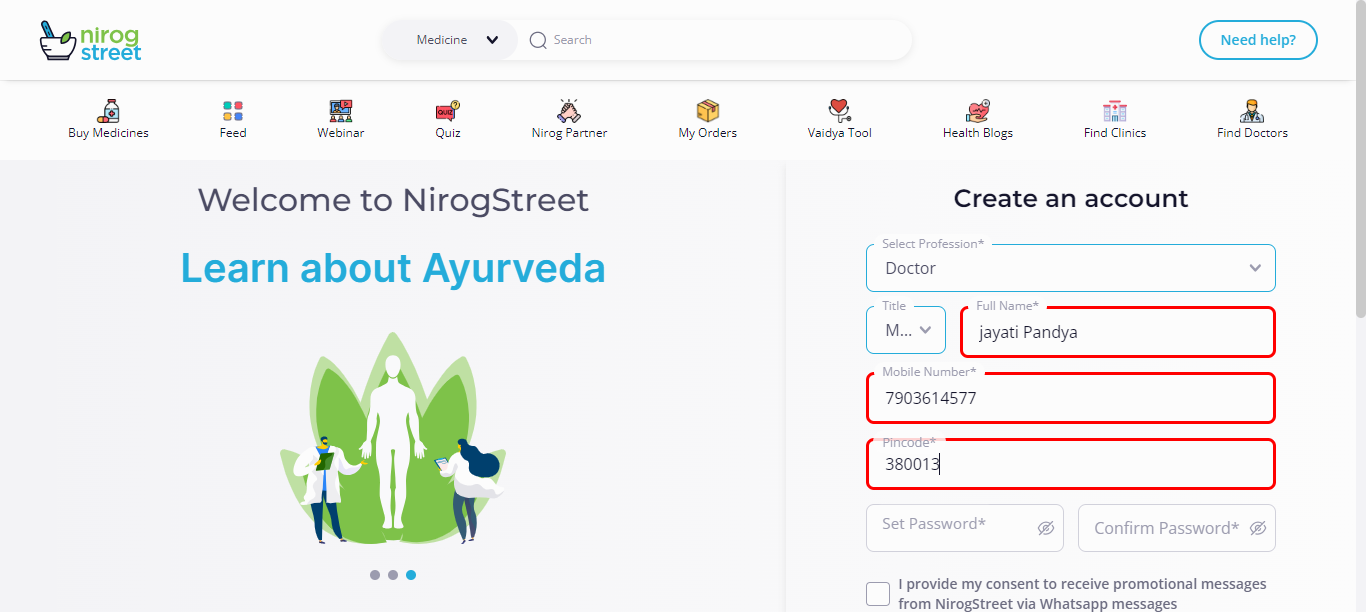 nirog
street
Medicine
Search
Need help?
Buy Medicines
Feed
QUIZ
Webinar
Quiz
Nirog Partner
My Orders
Vaidya Tool
Health Blogs
Find Clinics
Find Doctors
Welcome to NirogStreet
Learn about Ayurveda
Create an account
Select Profession*
Doctor
Title
M...
Full Name*
jayati Pandya
Mobile Number*
7903614577
Pincode*
380013
Set Password*
Confirm Password*
I provide my consent to receive promotional messages
from NirogStreet via Whatsapp messages